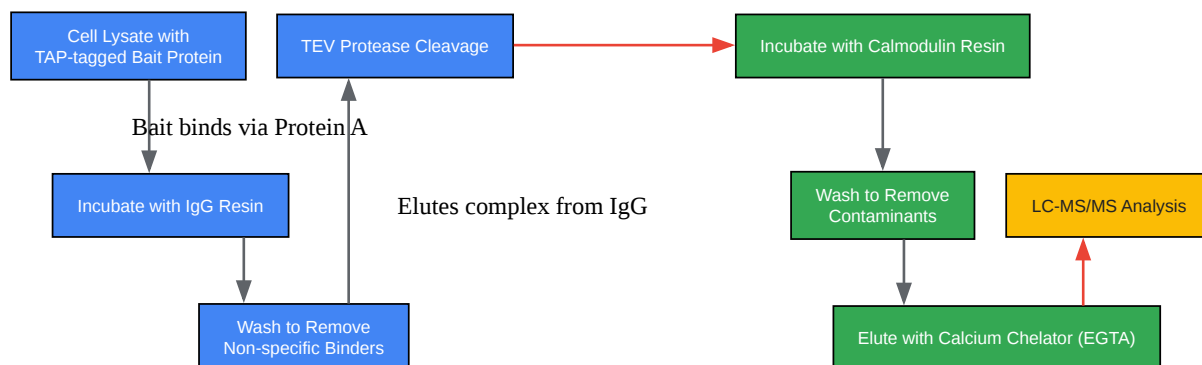 Cell Lysate with
TAP-tagged Bait Protein
Bait binds via Protein A
Incubate with IgG Resin
Wash to Remove
Non-specific Binders
TEV Protease Cleavage
Elutes complex from IgG
Incubate with Calmodulin Resin
Wash to Remove
Contaminants
Elute with Calcium Chelator (EGTA)
LC-MS/MS Analysis